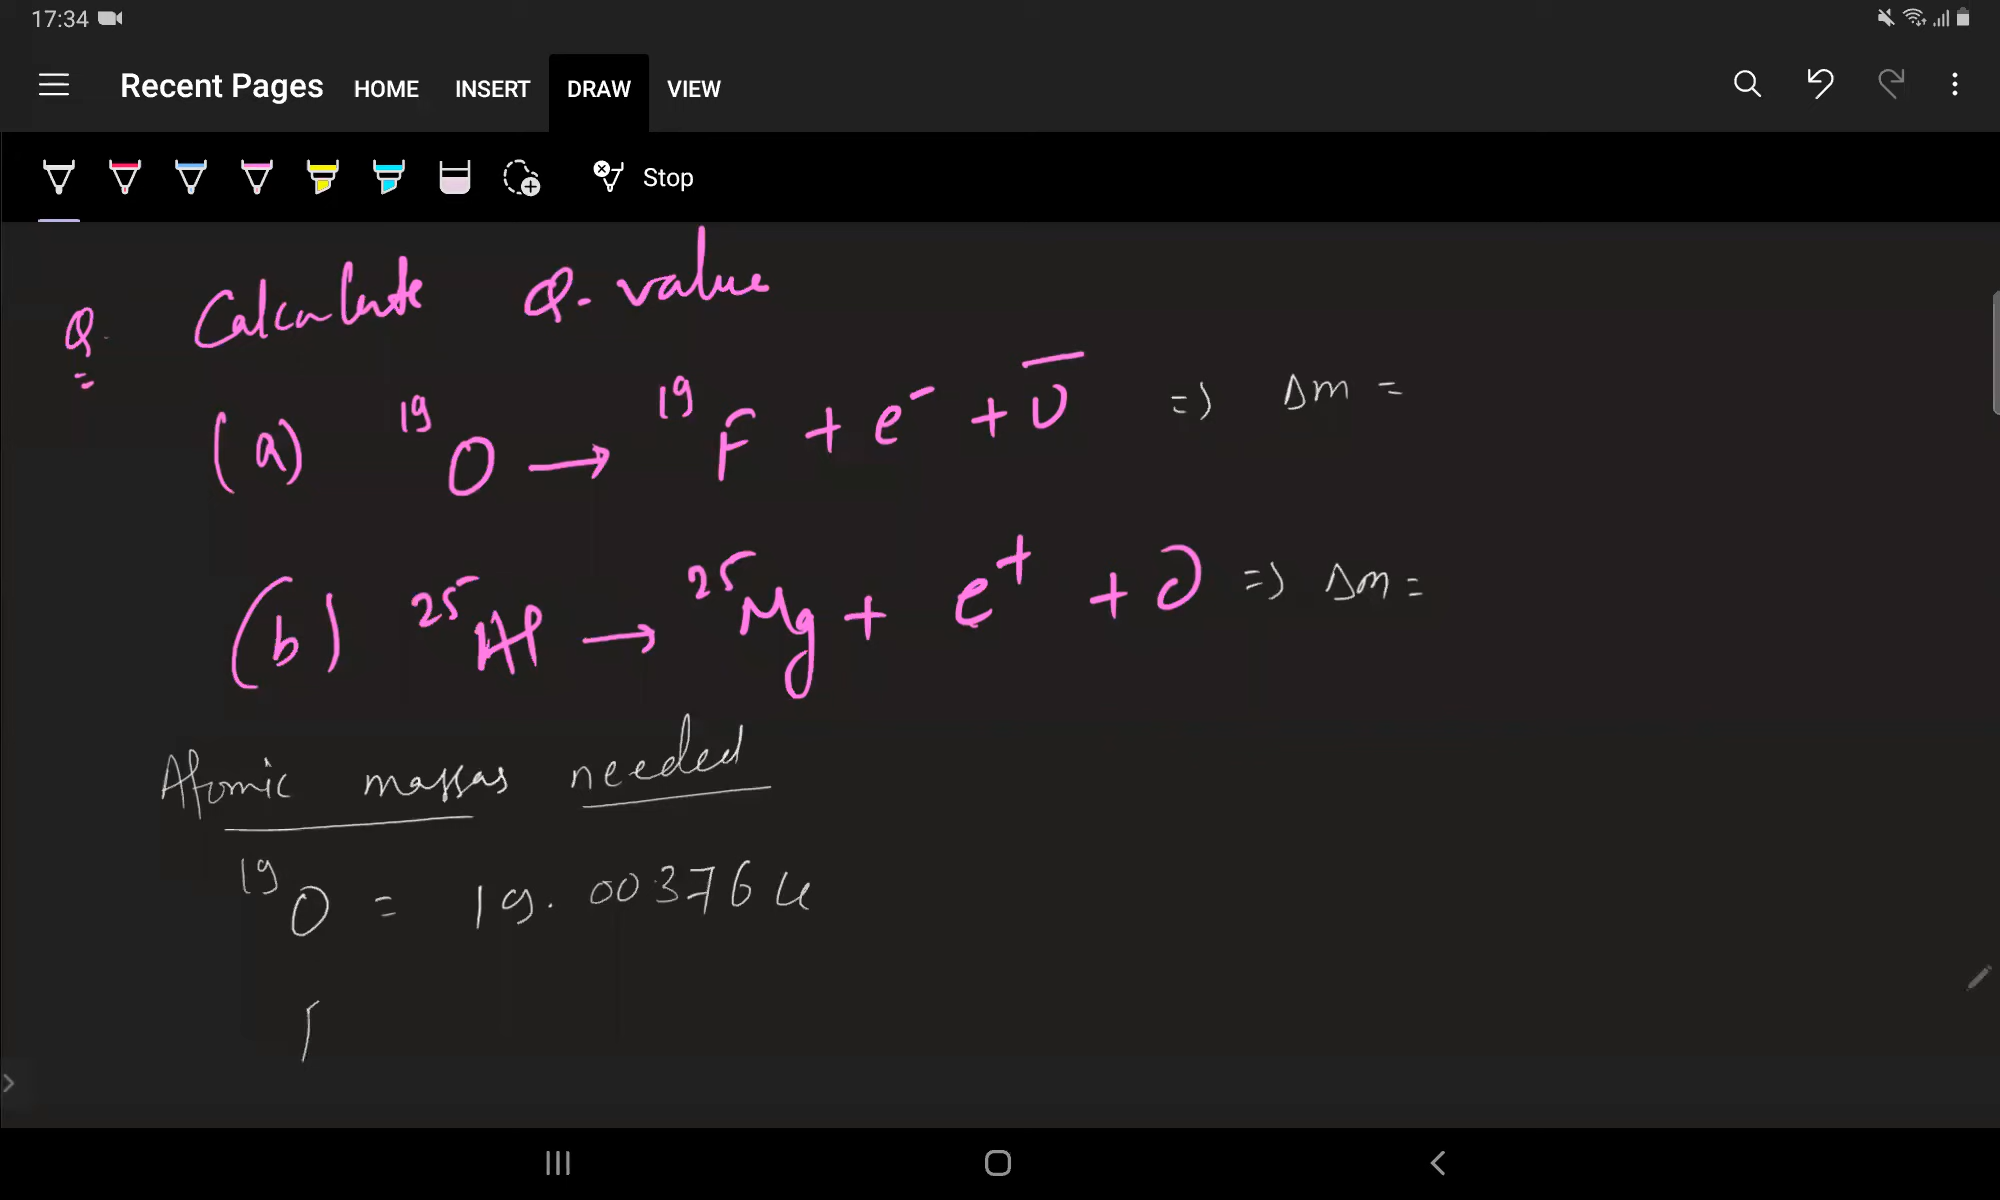 17:34
Recent Pages HOME INSERT DRAW VIEW
Stop
Q. Calculate Q-value
(a) ¹⁹O → ¹⁹F + e⁻ + ν̅ => Δm =
(b) ²⁵Al → ²⁵Mg + e⁺ + ν => Δm =
Atomic masses needed
¹⁹O = 19.00376 u